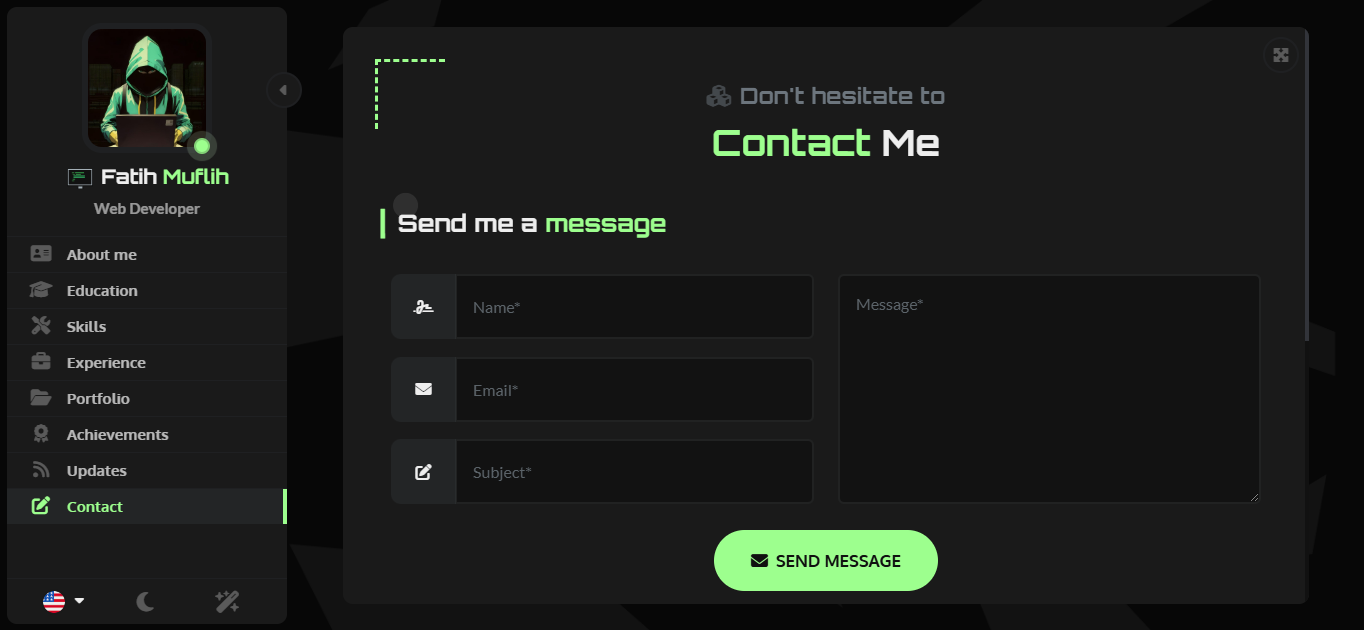 Fatih Muflih
Web Developer
About me
Education
Skills
Experience
Portfolio
Achievements
Updates
Contact
Don't hesitate to
Contact Me
Send me a message
Name*
Email*
Subject*
Message*
SEND MESSAGE